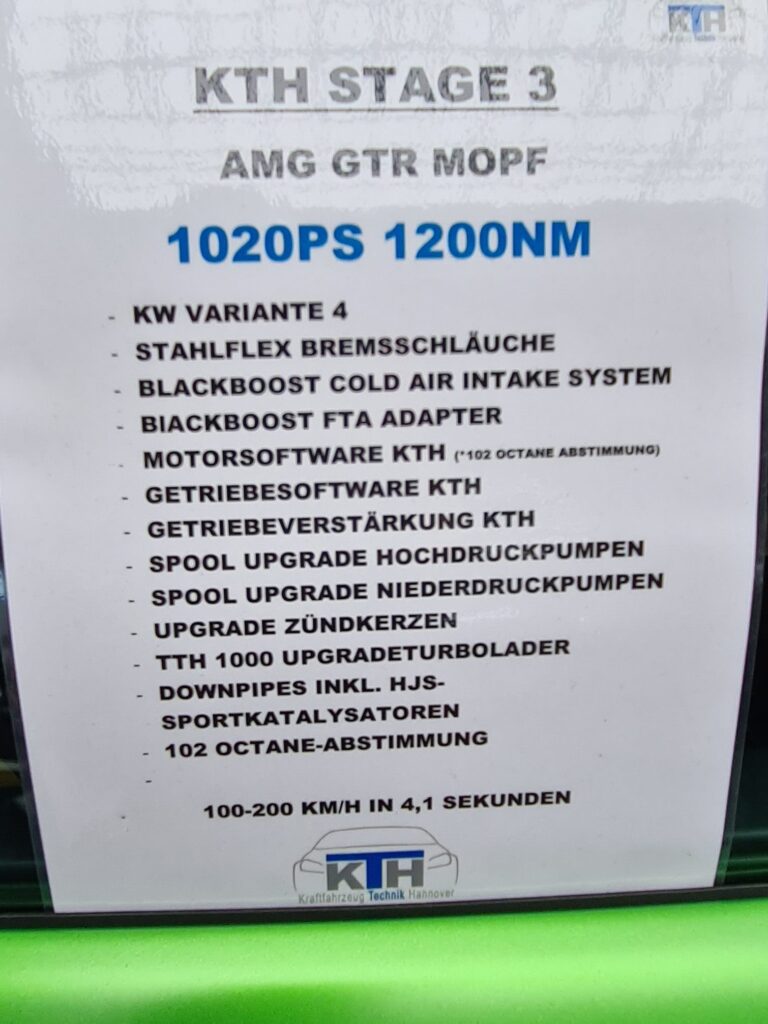 KTH
KTH STAGE 3
AMG GTR MOPF
1020PS 1200NM
- KW VARIANTE 4
- STAHLFLEX BREMSSCHLÄUCHE
- BLACKBOOST COLD AIR INTAKE SYSTEM
- BIACKBOOST FTA ADAPTER
- MOTORSOFTWARE KTH (*102 OCTANE ABSTIMMUNG)
- GETRIEBESOFTWARE KTH
- GETRIEBEVERSTÄRKUNG KTH
- SPOOL UPGRADE HOCHDRUCKPUMPEN
- SPOOL UPGRADE NIEDERDRUCKPUMPEN
- UPGRADE ZÜNDKERZEN
- TTH 1000 UPGRADETURBOLADER
- DOWNPIPES INKL. HJS-
SPORTKATALYSATOREN
- 102 OCTANE-ABSTIMMUNG
-
100-200 KM/H IN 4,1 SEKUNDEN
KTH
Kraftfahrzeug Technik Hannover